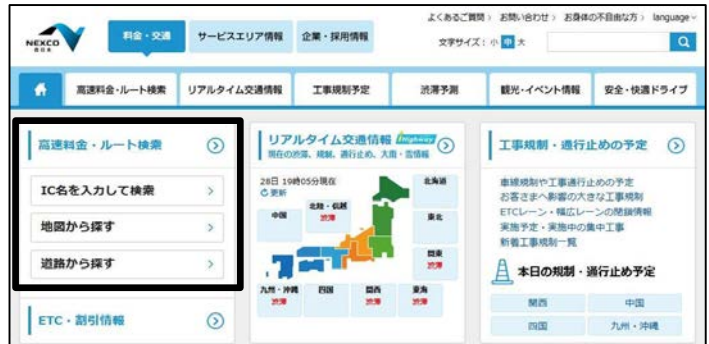 よくあるご質問› お問い合わせ› お身体の不自由な方› language
NEXCO
料金・交通
サービスエリア情報
企業・採用情報
文字サイズ: 小 中 大
高速料金・ルート検索
リアルタイム交通情報
工事規制予定
渋滞予測
観光・イベント情報
安全・快適ドライブ
高速料金・ルート検索
IC名を入力して検索
地図から探す
道路から探す
ETC・割引情報
リアルタイム交通情報 ihighway
現在の渋滞、規制、通行止め、大雨・雪情報
28日 19時05分現在
更新
北海道
北陸・信越
渋滞
中国
東北
関東
渋滞
九州・沖縄
渋滞
四国
関西
渋滞
東海
渋滞
工事規制・通行止めの予定
車線規制や工事通行止めの予定
お客さまへ影響の大きな工事規制
ETCレーン・幅広レーンの閉鎖情報
実施予定・実施中の集中工事
新着工事規制一覧
本日の規制・通行止め予定
関西
中国
四国
九州・沖縄